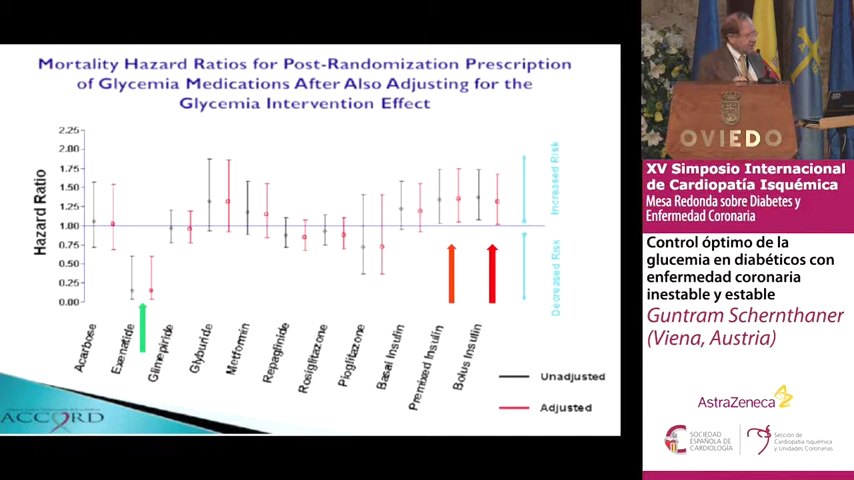 Mortality Hazard Ratios for Post-Randomization Prescription
of Glycemia Medications After Also Adjusting for the
Glycemia Intervention Effect
2.25
2.00
1.75
1.50
1.25
1.00
0.75
0.50
0.25
0.00
Hazard Ratio
Increased Risk
Decreased Risk
Acarbose
Exenatide
Glimepiride
Glyburide
Metformin
Repaglinide
Rosiglitazone
Pioglitazone
Basal Insulin
Premixed Insulin
Bolus Insulin
Unadjusted
Adjusted
ACCORD
OVIEDO
XV Simposio Internacional
de Cardiopatía Isquémica
Mesa Redonda sobre Diabetes y
Enfermedad Coronaria
Control óptimo de la
glucemia en diabéticos con
enfermedad coronaria
inestable y estable
Guntram Schernthaner
(Viena, Austria)
AstraZeneca
SOCIEDAD
ESPAÑOLA DE
CARDIOLOGÍA
Sección de
Cardiopatía Isquémica
y Unidades Coronarias